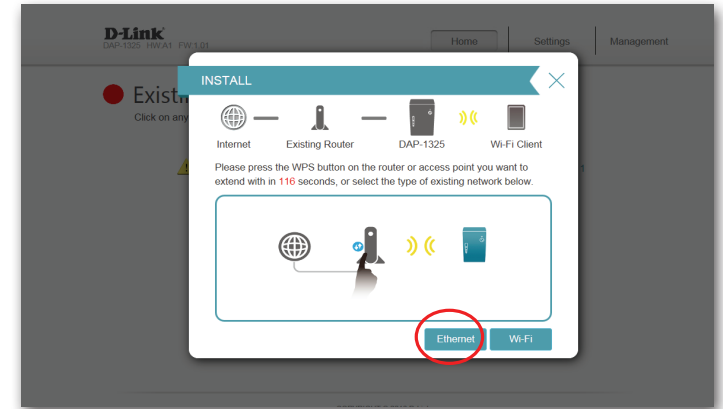 D-Link
DAP-1325 HW:A1 FW:1.01
Home Settings Management
Existin
Click on any
INSTALL
Internet Existing Router DAP-1325 Wi-Fi Client
Please press the WPS button on the router or access point you want to
extend with in 116 seconds, or select the type of existing network below.
Ethernet Wi-Fi